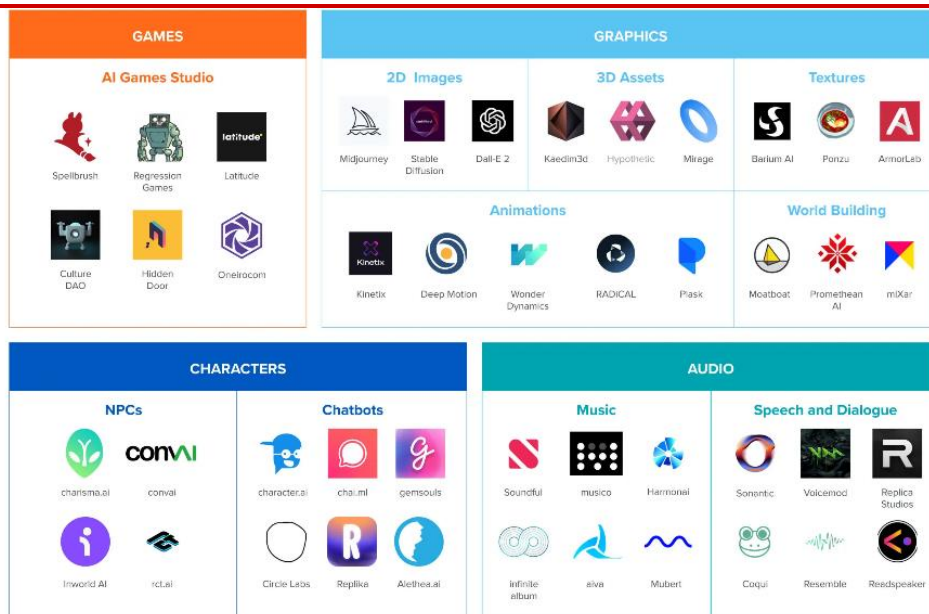 GAMES
AI Games Studio
Spellbrush
Regression
Games
latitude
Latitude
Culture
DAO
Hidden
Door
Oneirocom
GRAPHICS
2D Images
Midjourney
Stable
Diffusion
Dall-E 2
3D Assets
Kaedim3d
Hypothetic
Mirage
Textures
Barium AI
Ponzu
ArmorLab
Animations
Kinetix
Kinetix
Deep Motion
Wonder
Dynamics
RADICAL
Plask
World Building
Moatboat
Promethean
AI
miXar
CHARACTERS
NPCs
charisma.ai
convai
convai
Inworld AI
rct.ai
Chatbots
character.ai
chai.ml
gemsouls
Circle Labs
R
Replika
Alethea.ai
AUDIO
Music
Soundful
musico
Harmonai
infinite
album
aiva
Mubert
Speech and Dialogue
Sonantic
Voicemod
R
Replica
Studios
Coqui
Resemble
Readspeaker